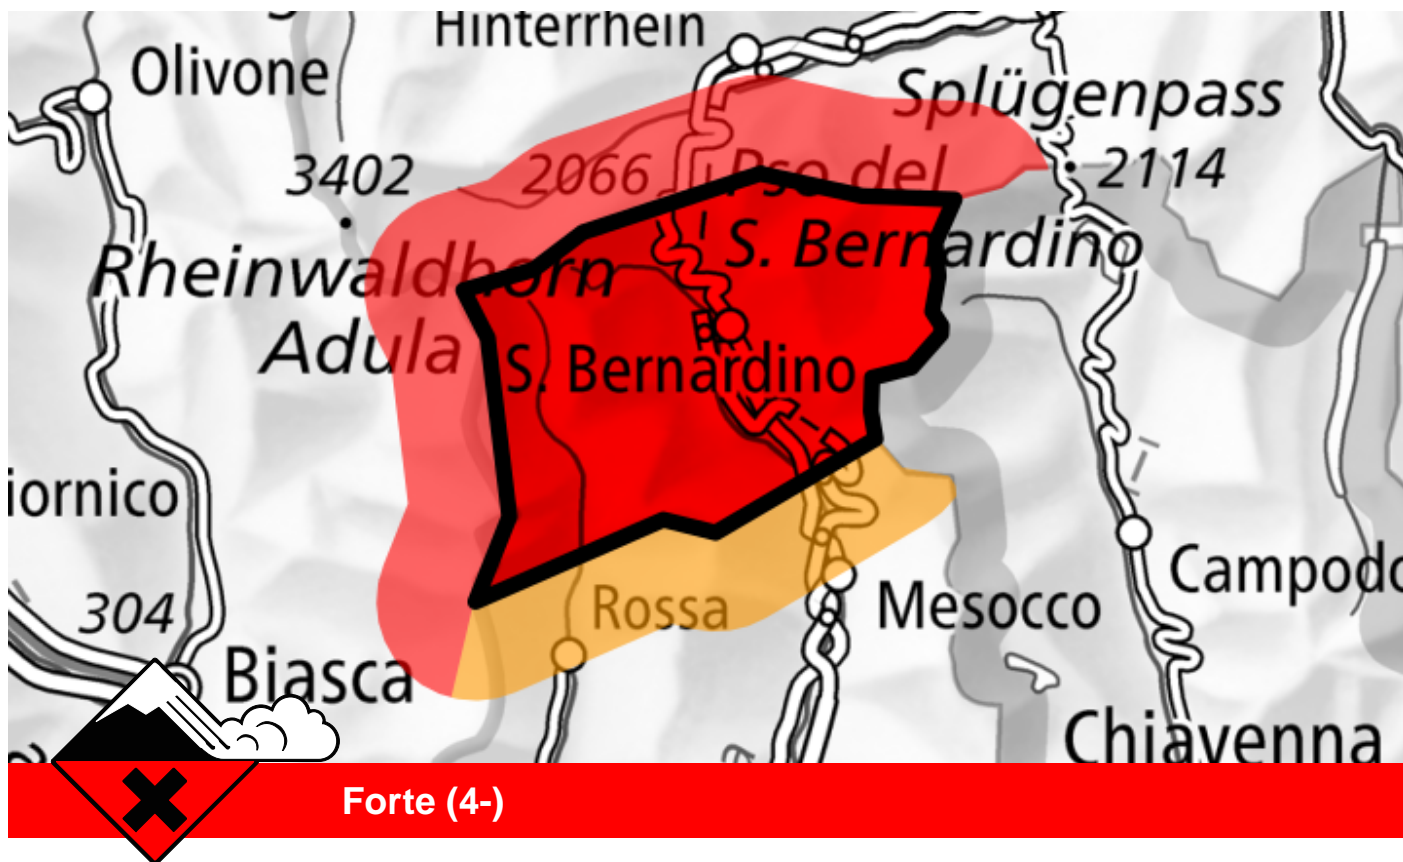 Hinterrhein
Olivone
Splügenpass
3402
2066
Pso del
2114
Rheinwaldhorn
S. Bernardino
Adula
S. Bernardino
iornico
Campodo
304
Rossa
Mesocco
Biasca
Chiavenna
Forte (4-)